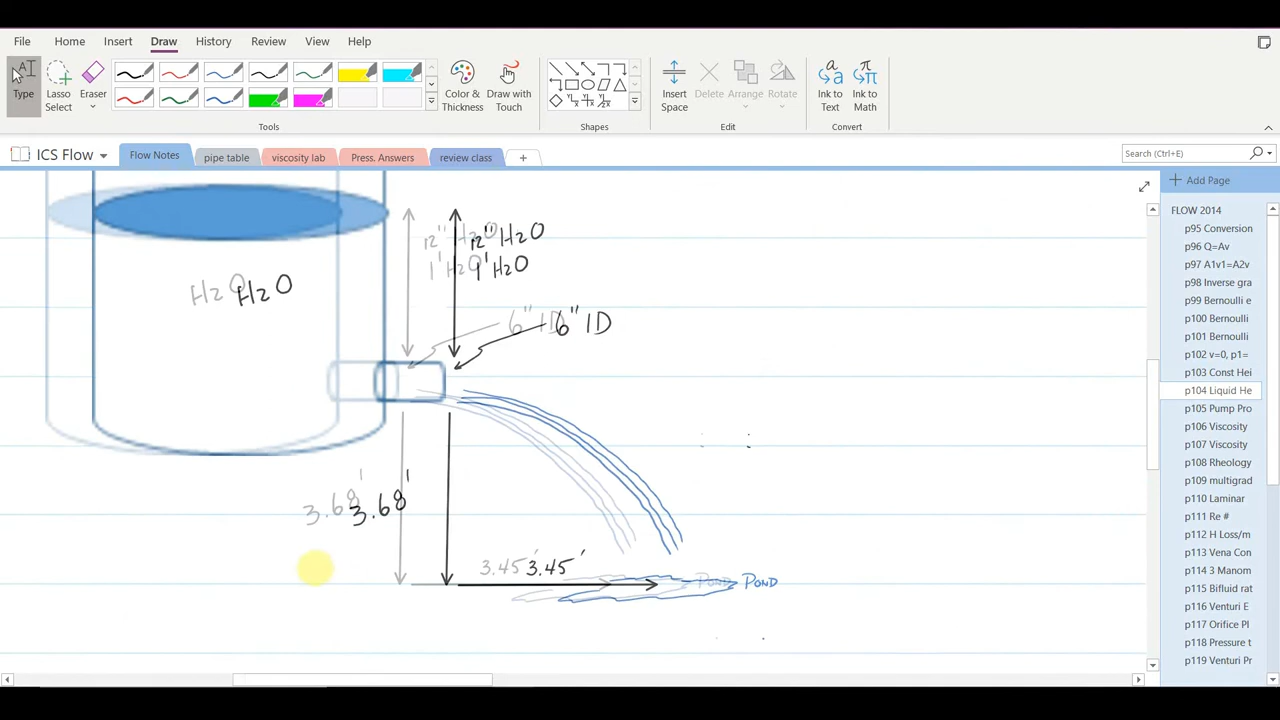 File Home Insert Draw History Review View Help
Type
Lasso Select
Eraser
Color & Thickness
Draw with Touch
Insert Space
Delete
Arrange
Rotate
Ink to Text
Ink to Math
Tools
Shapes
Edit
Convert
ICS Flow
Flow Notes
pipe table
viscosity lab
Press. Answers
review class
Search (Ctrl+E)
12" H2O
1' H2O
H2O
6" ID
3.68'
3.45'
POND
Add Page
FLOW 2014
p95 Conversion
p96 Q=Av
p97 A1v1=A2v
p98 Inverse gra
p99 Bernoulli e
p100 Bernoulli
p101 Bernoulli
p102 v=0, p1=
p103 Const Hei
p104 Liquid He
p105 Pump Pro
p106 Viscosity
p107 Viscosity
p108 Rheology
p109 multigrad
p110 Laminar
p111 Re #
p112 H Loss/m
p113 Vena Con
p114 3 Manom
p115 Bifluid rat
p116 Venturi E
p117 Orifice Pl
p118 Pressure t
p119 Venturi Pr